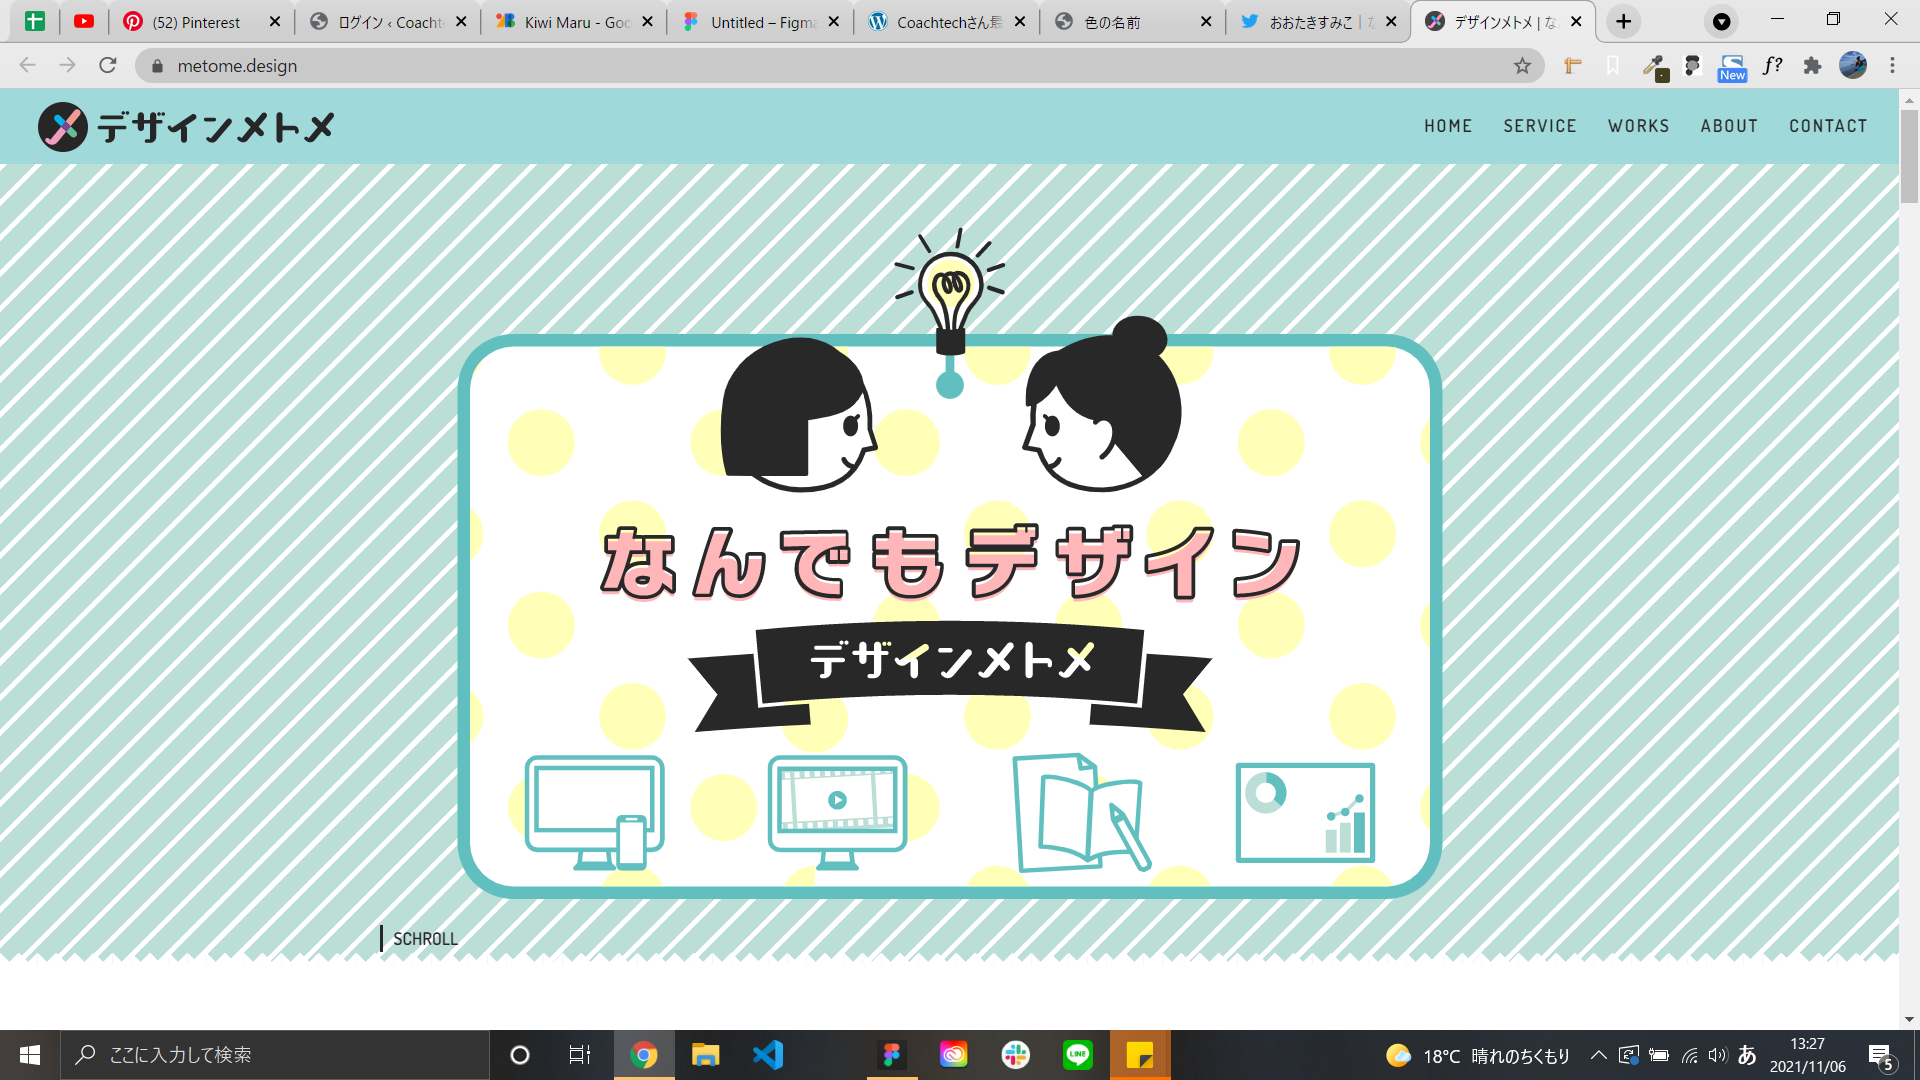 (52) Pinterest
ログイン ‹ Coacht
Kiwi Maru - Goo
Untitled – Figma
Coachtechさん最
色の名前
おおたきすみこ | な
デザインメトメ | な
metome.design
New
f?
デザインメトメ
HOME SERVICE WORKS ABOUT CONTACT
なんでもデザイン
デザインメトメ
SCHROLL
ここに入力して検索
LINE
18°C 晴れのちくもり
あ
13:27
2021/11/06
5